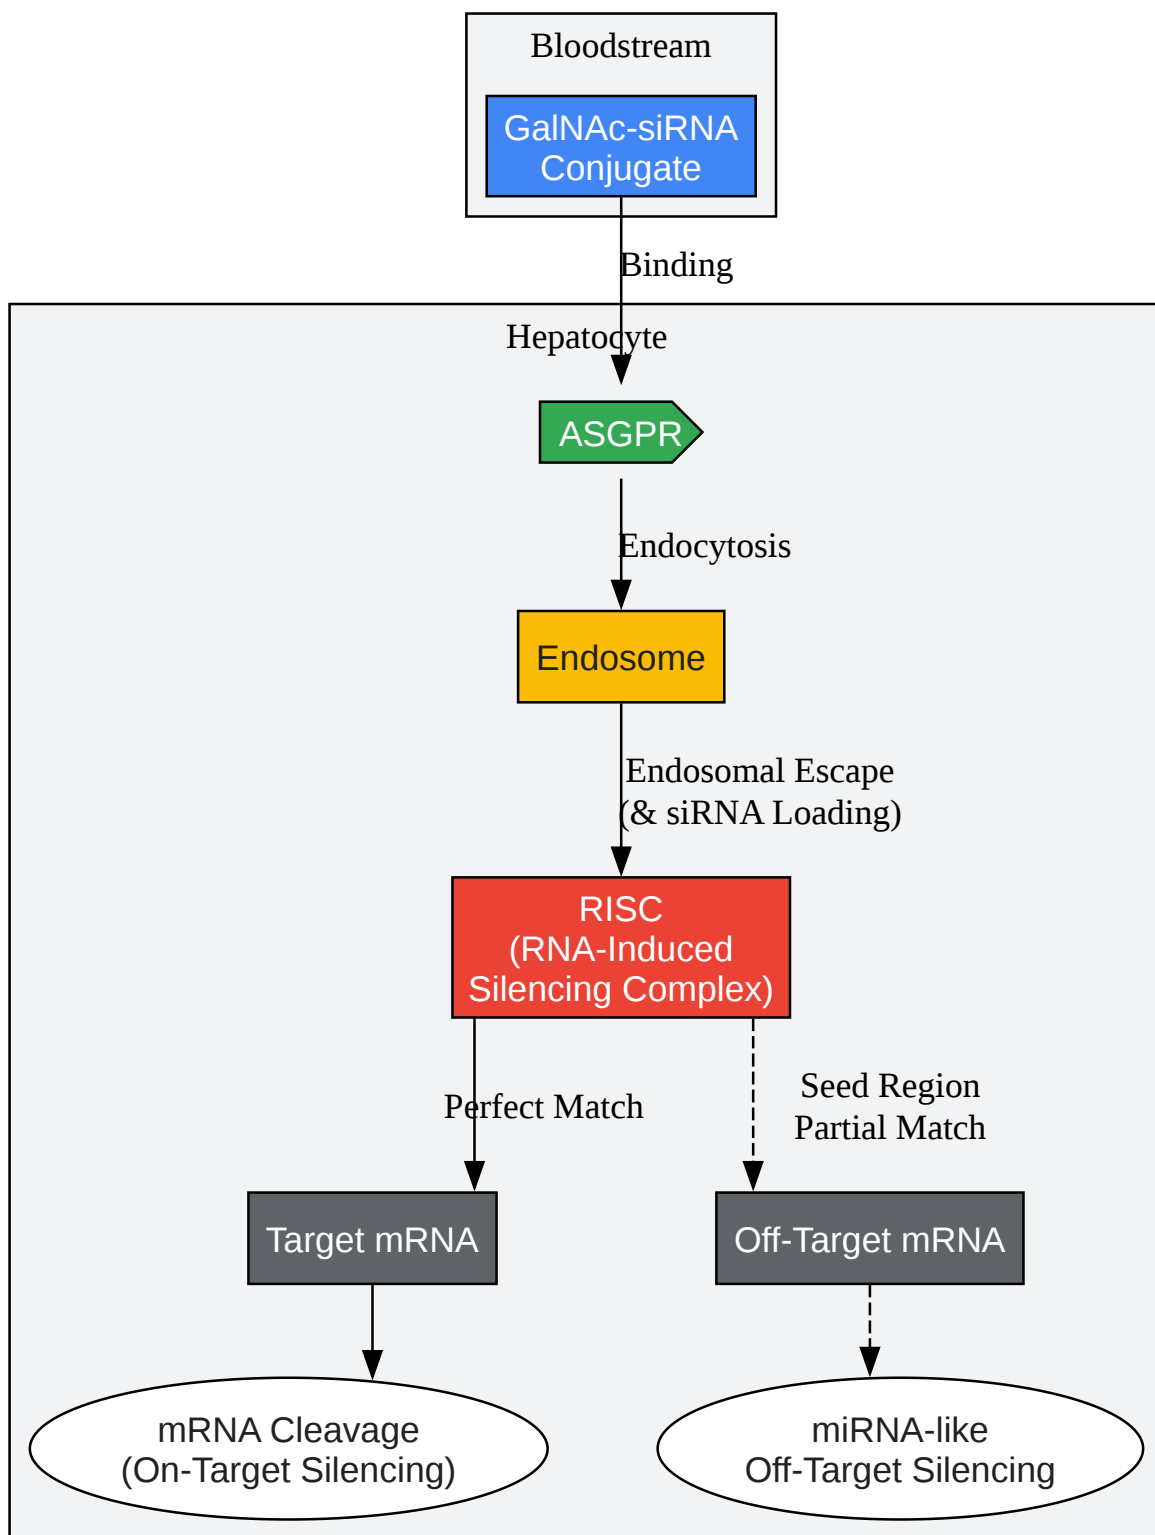 Bloodstream
GalNAc-siRNA
Conjugate
Binding
Hepatocyte
ASGPR
Endocytosis
Endosome
Endosomal Escape
(& siRNA Loading)
RISC
(RNA-Induced
Silencing Complex)
Perfect Match
Seed Region
Partial Match
Target mRNA
Off-Target mRNA
mRNA Cleavage
(On-Target Silencing)
miRNA-like
Off-Target Silencing